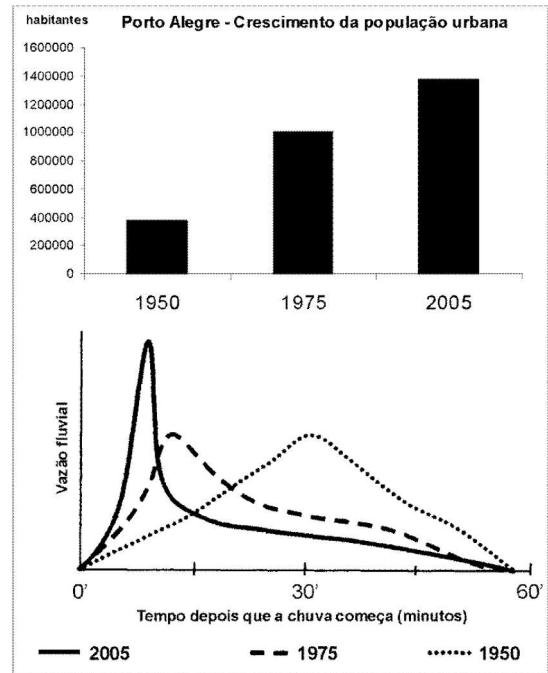 habitantes
Porto Alegre - Crescimento da população urbana
1600000
1400000
1200000
1000000
800000
600000
400000
200000
0
1950 1975 2005
Vazão fluvial
0' 30' 60'
Tempo depois que a chuva começa (minutos)
2005 1975 1950